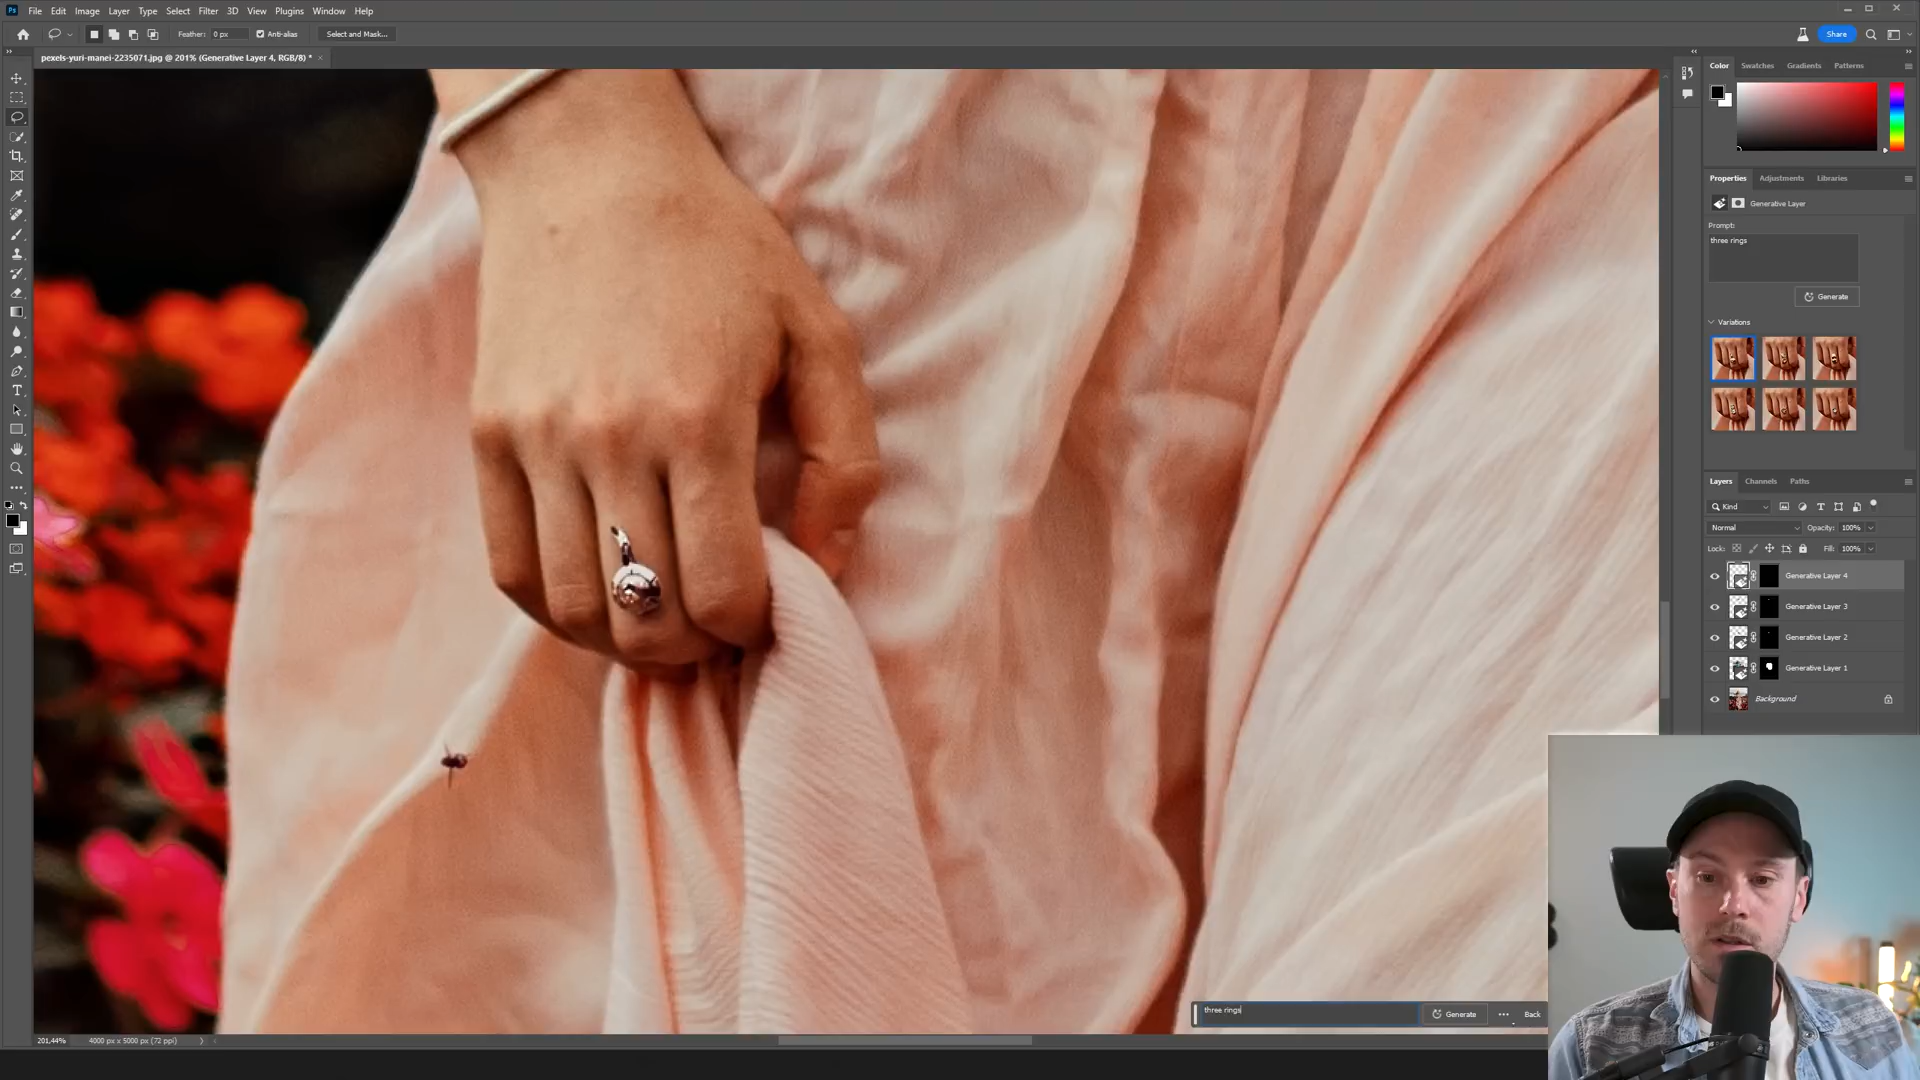 Ps File Edit Image Layer Type Select Filter 3D View Plugins Window Help
Feather: 0 px Anti-alias Select and Mask... Share
pexels-yuri-manei-2235071.jpg @ 201% (Generative Layer 4, RGB/8) *
Color Swatches Gradients Patterns
Properties Adjustments Libraries
Generative Layer
Prompt:
three rings
Generate
Variations
Layers Channels Paths
Kind
Normal Opacity: 100%
Lock: Fill: 100%
Generative Layer 4
Generative Layer 3
Generative Layer 2
Generative Layer 1
Background
three rings Generate ... Back
201.44% 4000 px x 5000 px (72 ppi)